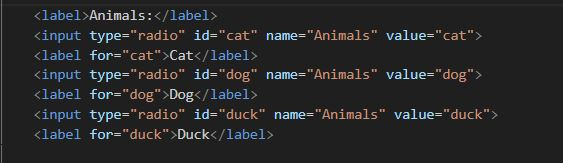 <label>Animals:</label>
<input type="radio" id="cat" name="Animals" value="cat">
<label for="cat">Cat</label>
<input type="radio" id="dog" name="Animals" value="dog">
<label for="dog">Dog</label>
<input type="radio" id="duck" name="Animals" value="duck">
<label for="duck">Duck</label>